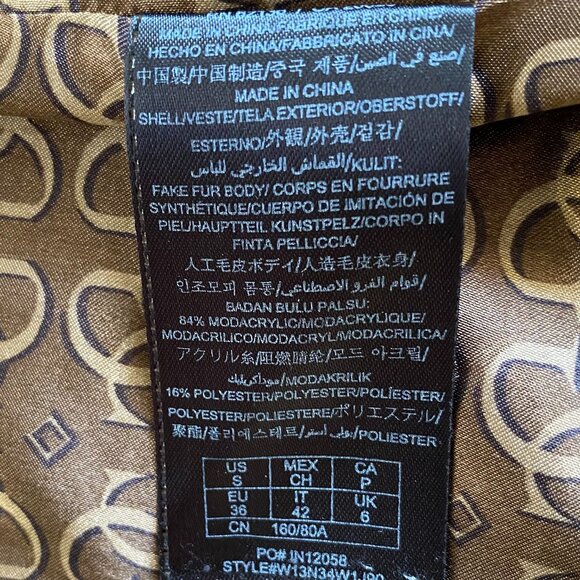 MADE IN CHINA/FABRIQUÉ EN CHINE/
HECHO EN CHINA/FABBRICATO IN CINA/
中国製/中国制造/중국 제품/صنع في الصين/
MADE IN CHINA
SHELL/VESTE/TELA EXTERIOR/OBERSTOFF/
ESTERNO/外観/外壳/겉감/
القماش الخارجي للباس/KULIT:
FAKE FUR BODY/ CORPS EN FOURRURE
SYNTHÉTIQUE/CUERPO DE IMITACIÓN DE
PIEL/HAUPTTEIL KUNSTPELZ/CORPO IN
FINTA PELLICCIA/
人工毛皮ボディ/人造毛皮衣身/
인조모피 몸통/قوام الفرو الاصطناعي/
BADAN BULU PALSU:
84% MODACRYLIC/MODACRYLIQUE/
MODACRILICO/MODACRYL/MODACRILICA/
アクリル糸/阻燃腈纶/모드 아크릴/
موداكريليك/MODAKRILIK
16% POLYESTER/POLYESTER/POLIÉSTER/
POLYESTER/POLIESTERE/ポリエステル/
聚酯/폴리에스테르/بولي أستر/POLIESTER
US MEX CA
S CH P
EU IT UK
36 42 6
CN 160/80A
PO# IN12058
STYLE#W13N34W1/90